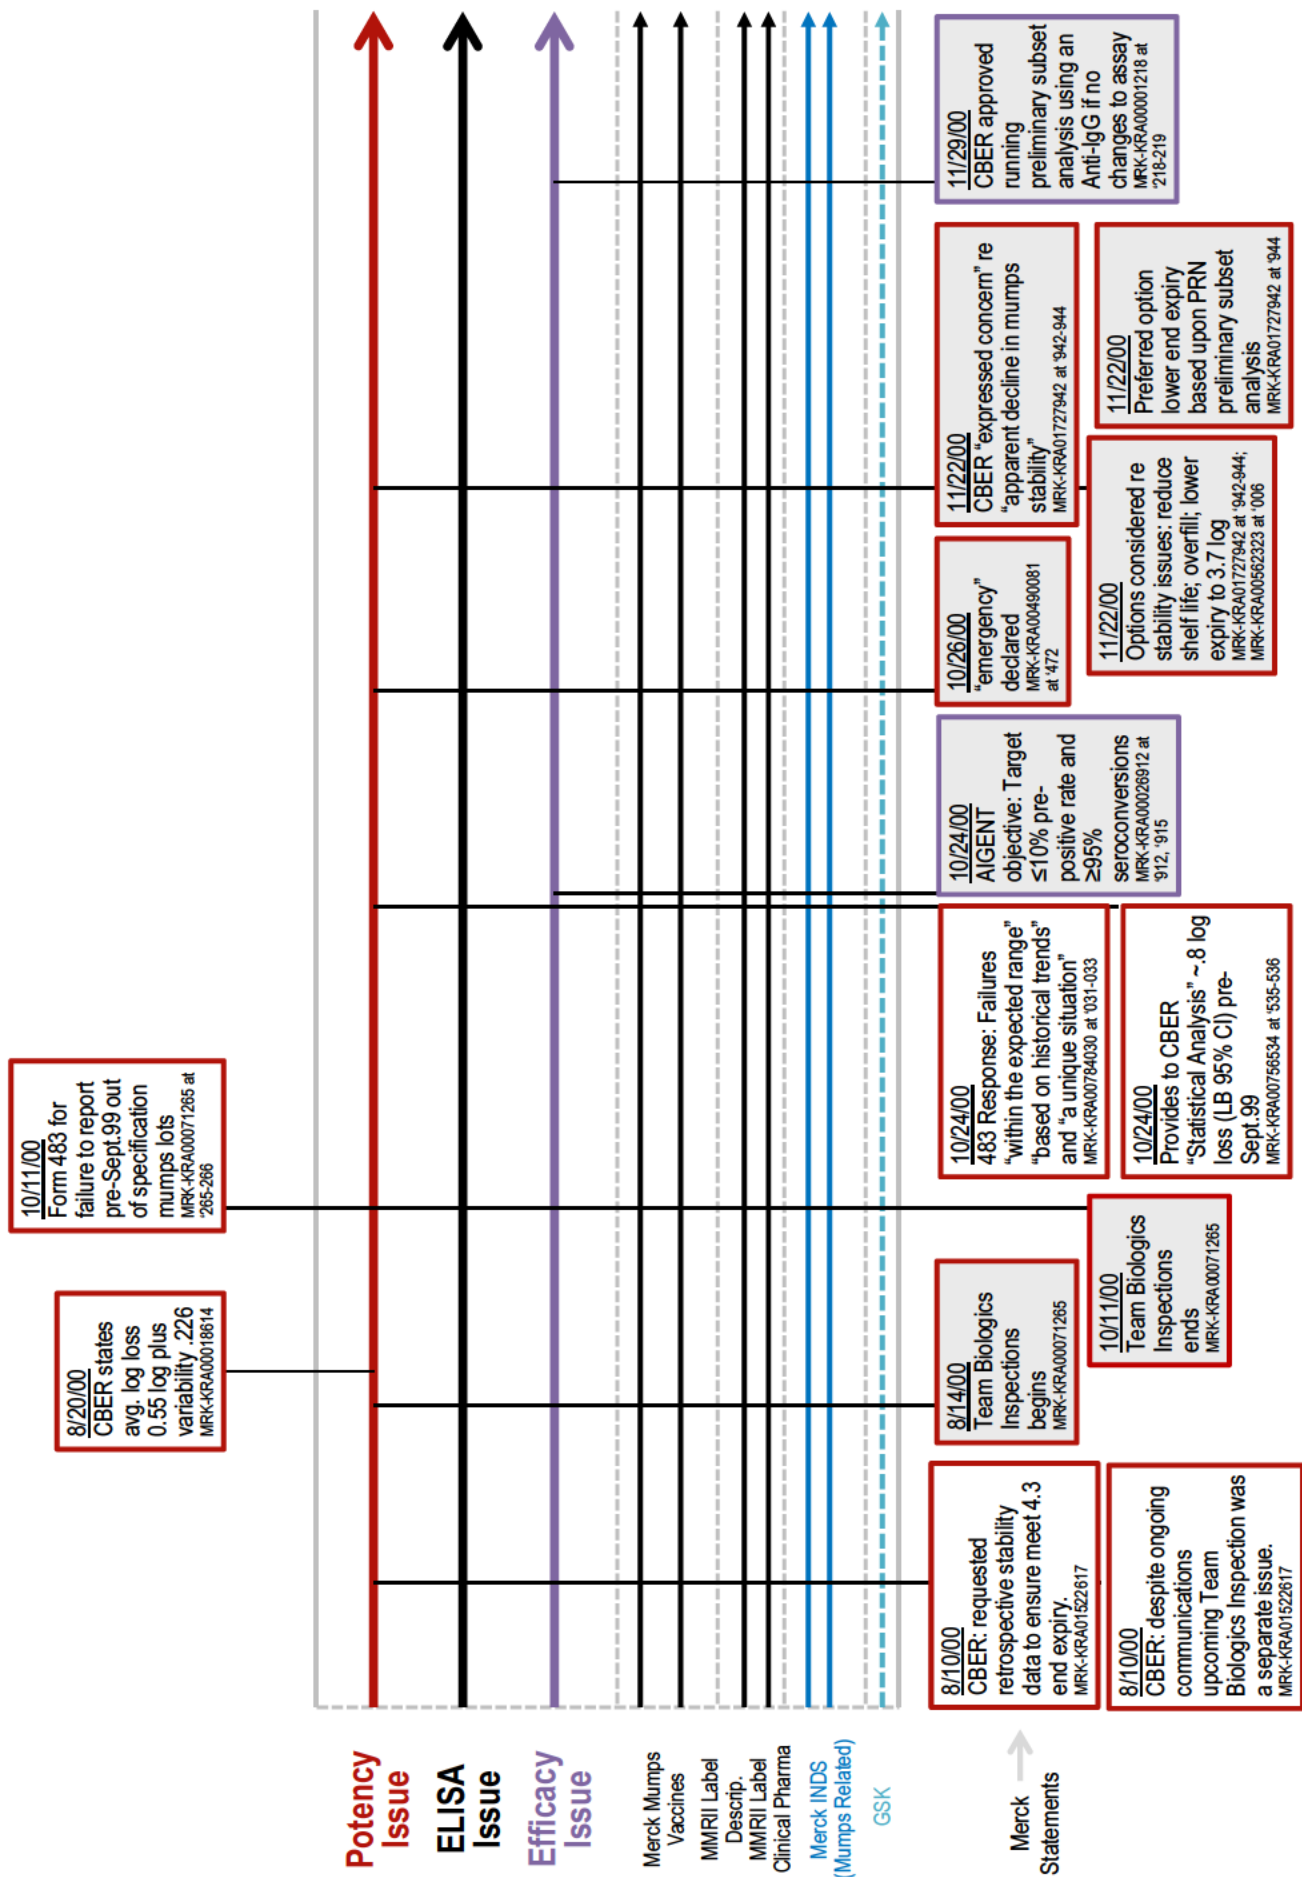 10/11/00
Form 483 for
failure to report
pre-Sept.99 out
of specification
mumps lots
MRK-KRA00071265 at
'265-266
8/20/00
CBER states
avg. log loss
0.55 log plus
variability .226
MRK-KRA00018614
Potency
Issue
ELISA
Issue
Efficacy
Issue
Merck Mumps
Vaccines
MMRII Label
Descrip.
MMRII Label
Clinical Pharma
Merck INDS
(Mumps Related)
GSK
Merck
Statements
8/10/00
CBER: requested
retrospective stability
data to ensure meet 4.3
end expiry.
MRK-KRA01522617
8/10/00
CBER: despite ongoing
communications
upcoming Team
Biologics Inspection was
a separate issue.
MRK-KRA01522617
8/14/00
Team Biologics
Inspections
begins
MRK-KRA00071265
10/11/00
Team Biologics
Inspections
ends
MRK-KRA00071265
10/24/00
483 Response: Failures
"within the expected range"
"based on historical trends"
and "a unique situation"
MRK-KRA00784030 at '031-033
10/24/00
Provides to CBER
"Statistical Analysis" ~.8 log
loss (LB 95% CI) pre-
Sept.99
MRK-KRA00756534 at '535-536
10/24/00
AIGENT
objective: Target
≤10% pre-
positive rate and
≥95%
seroconversions
MRK-KRA00026912 at
'912, '915
10/26/00
"emergency"
declared
MRK-KRA00490081
at '472
11/22/00
CBER "expressed concern" re
"apparent decline in mumps
stability"
MRK-KRA01727942 at '942-944
11/22/00
Options considered re
stability issues: reduce
shelf life; overfill; lower
expiry to 3.7 log
MRK-KRA01727942 at '942-944;
MRK-KRA00562323 at '006
11/22/00
Preferred option
lower end expiry
based upon PRN
preliminary subset
analysis
MRK-KRA01727942 at '944
11/29/00
CBER approved
running
preliminary subset
analysis using an
Anti-IgG if no
changes to assay
MRK-KRA00001218 at
'218-219